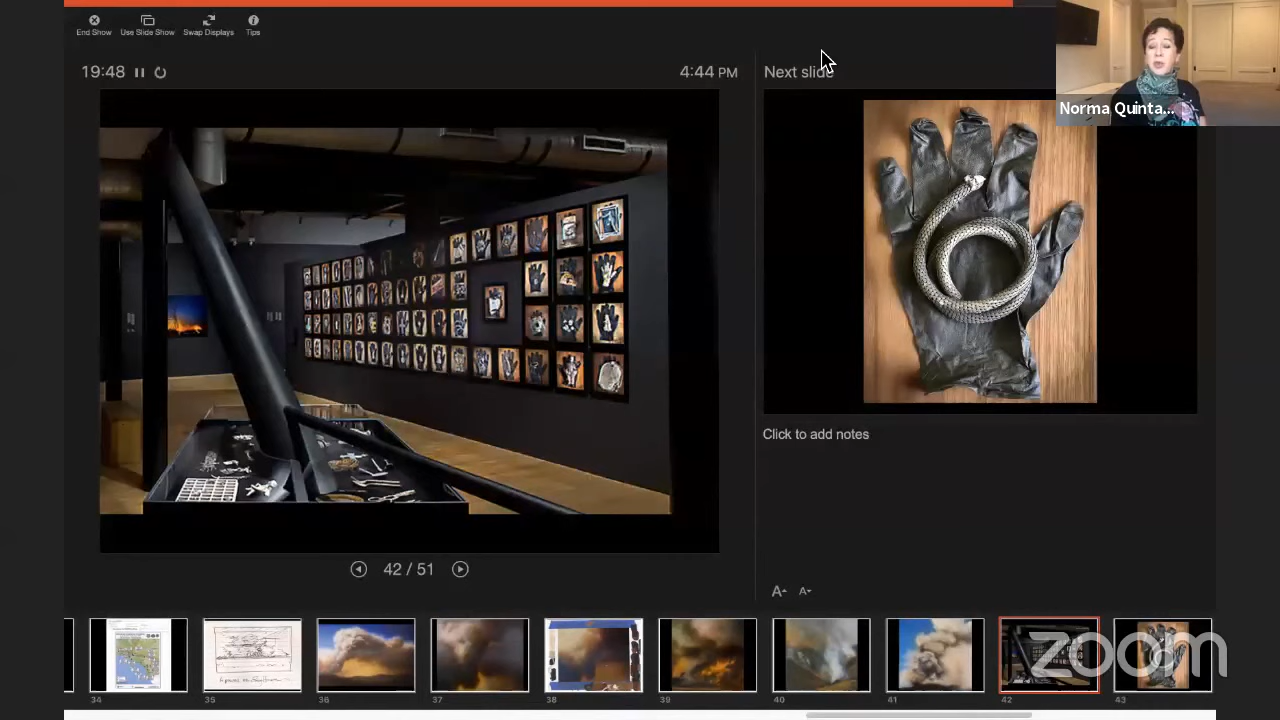 End Show
Use Slide Show
Swap Displays
Tips
19:48
4:44 PM
Next slide
Norma Quinta...
Click to add notes
42 / 51
A
A
34
35
36
37
38
39
40
41
42
43
zoom